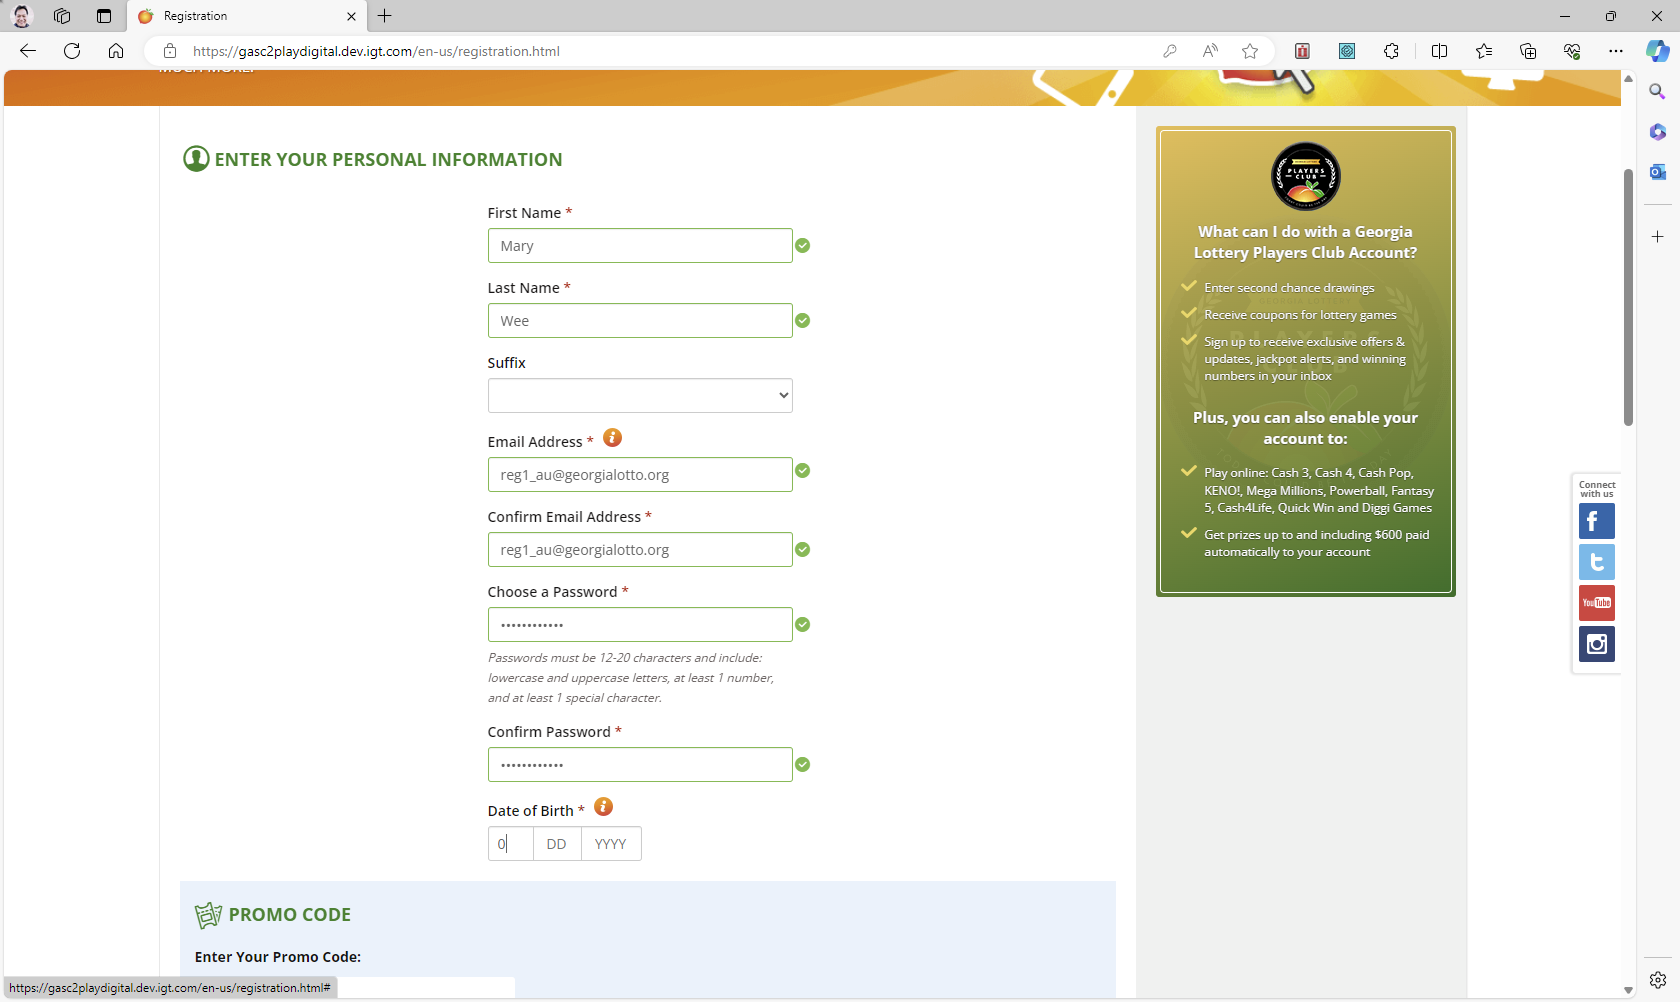 Registration
https://gasc2playdigital.dev.igt.com/en-us/registration.html
ENTER YOUR PERSONAL INFORMATION
First Name *
Mary
Last Name *
Wee
Suffix
Email Address *
reg1_au@georgialotto.org
Confirm Email Address *
reg1_au@georgialotto.org
Choose a Password *
••••••••••••
Passwords must be 12-20 characters and include:
lowercase and uppercase letters, at least 1 number,
and at least 1 special character.
Confirm Password *
••••••••••••
Date of Birth *
0 DD YYYY
PROMO CODE
Enter Your Promo Code:
https://gasc2playdigital.dev.igt.com/en-us/registration.html#
PLAYERS
CLUB
What can I do with a Georgia
Lottery Players Club Account?
Enter second chance drawings
Receive coupons for lottery games
Sign up to receive exclusive offers &
updates, jackpot alerts, and winning
numbers in your inbox
Plus, you can also enable your
account to:
Play online: Cash 3, Cash 4, Cash Pop,
KENO!, Mega Millions, Powerball, Fantasy
5, Cash4Life, Quick Win and Diggi Games
Get prizes up to and including $600 paid
automatically to your account
Connect
with us
YouTube